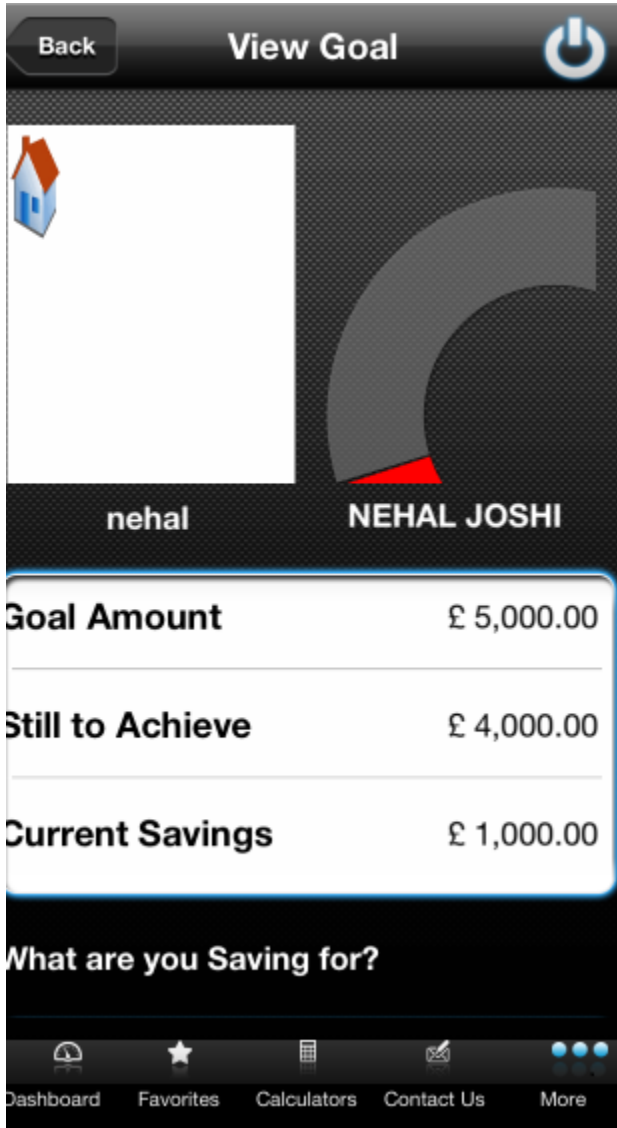 Back
View Goal
nehal
NEHAL JOSHI
Goal Amount £ 5,000.00
Still to Achieve £ 4,000.00
Current Savings £ 1,000.00
What are you Saving for?
Dashboard Favorites Calculators Contact Us More